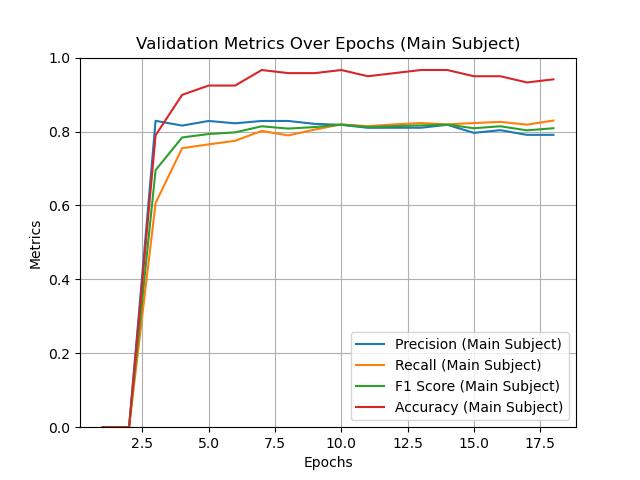 Validation Metrics Over Epochs (Main Subject)
1.0
0.8
0.6
0.4
0.2
0.0
Metrics
Precision (Main Subject)
Recall (Main Subject)
F1 Score (Main Subject)
Accuracy (Main Subject)
2.5 5.0 7.5 10.0 12.5 15.0 17.5
Epochs